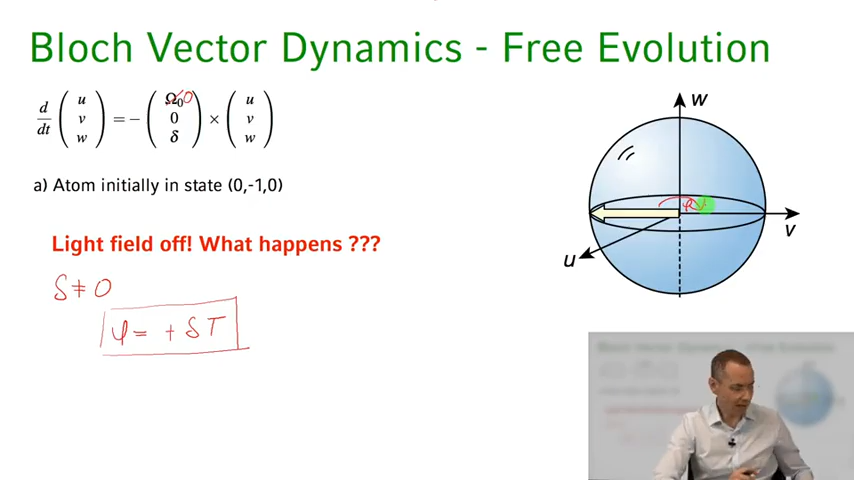 Bloch Vector Dynamics - Free Evolution
d/dt ( u v w ) = − ( Ω₀ 0 0 δ ) × ( u v w )
a) Atom initially in state (0,-1,0)
Light field off! What happens ???
δ ≠ 0
φ = + δ T
w
φ
v
u